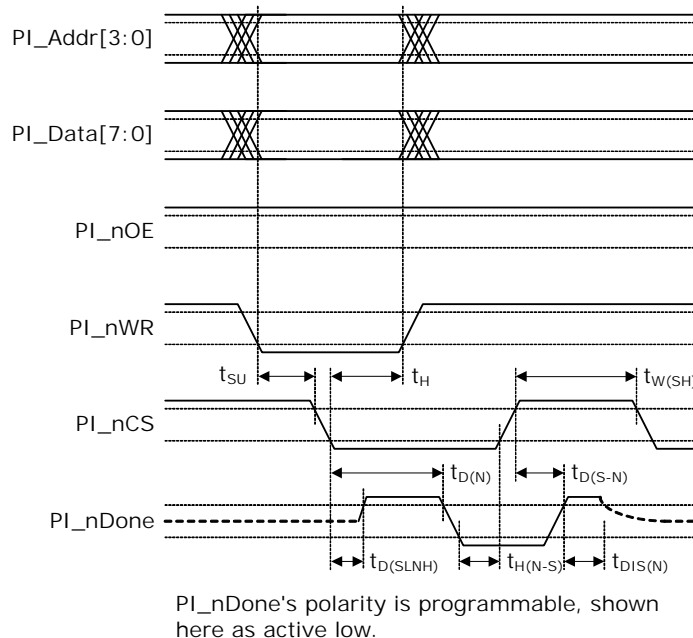 PI_Addr[3:0]
PI_Data[7:0]
PI_nOE
PI_nWR
tSU
tH
tW(SH)
PI_nCS
tD(N)
tD(S-N)
PI_nDone
tD(SLNH)
tH(N-S)
tDIS(N)
PI_nDone's polarity is programmable, shown
here as active low.